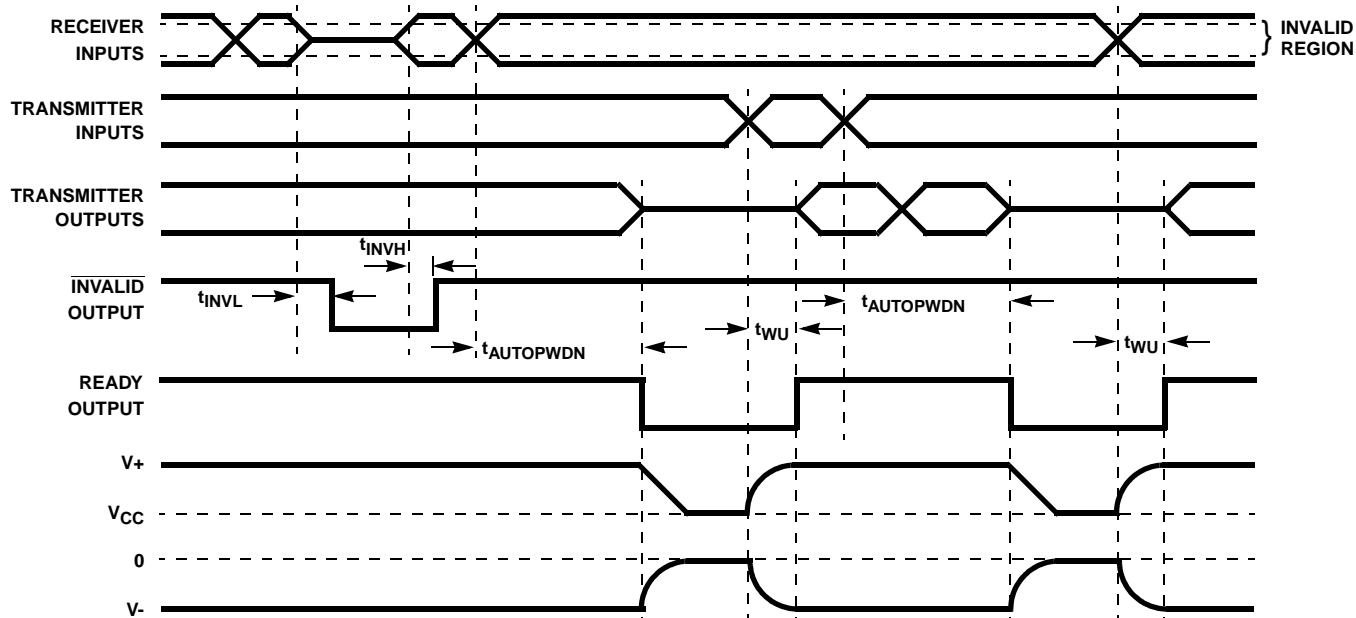 RECEIVER
INPUTS
} INVALID
REGION
TRANSMITTER
INPUTS
TRANSMITTER
OUTPUTS
tINVH
INVALID
OUTPUT
tINVL
tAUTOPWDN
tWU
tAUTOPWDN
tWU
READY
OUTPUT
V+
VCC
0
V-